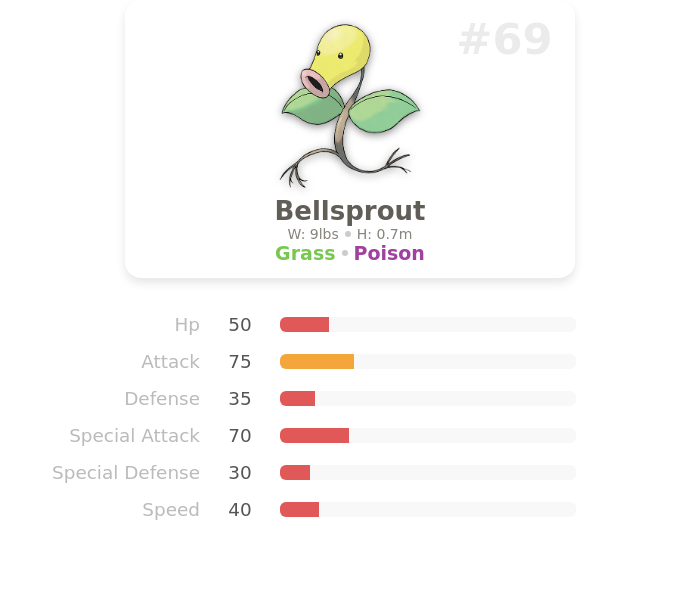 #69
Bellsprout
W: 9lbs • H: 0.7m
Grass • Poison
Hp 50
Attack 75
Defense 35
Special Attack 70
Special Defense 30
Speed 40